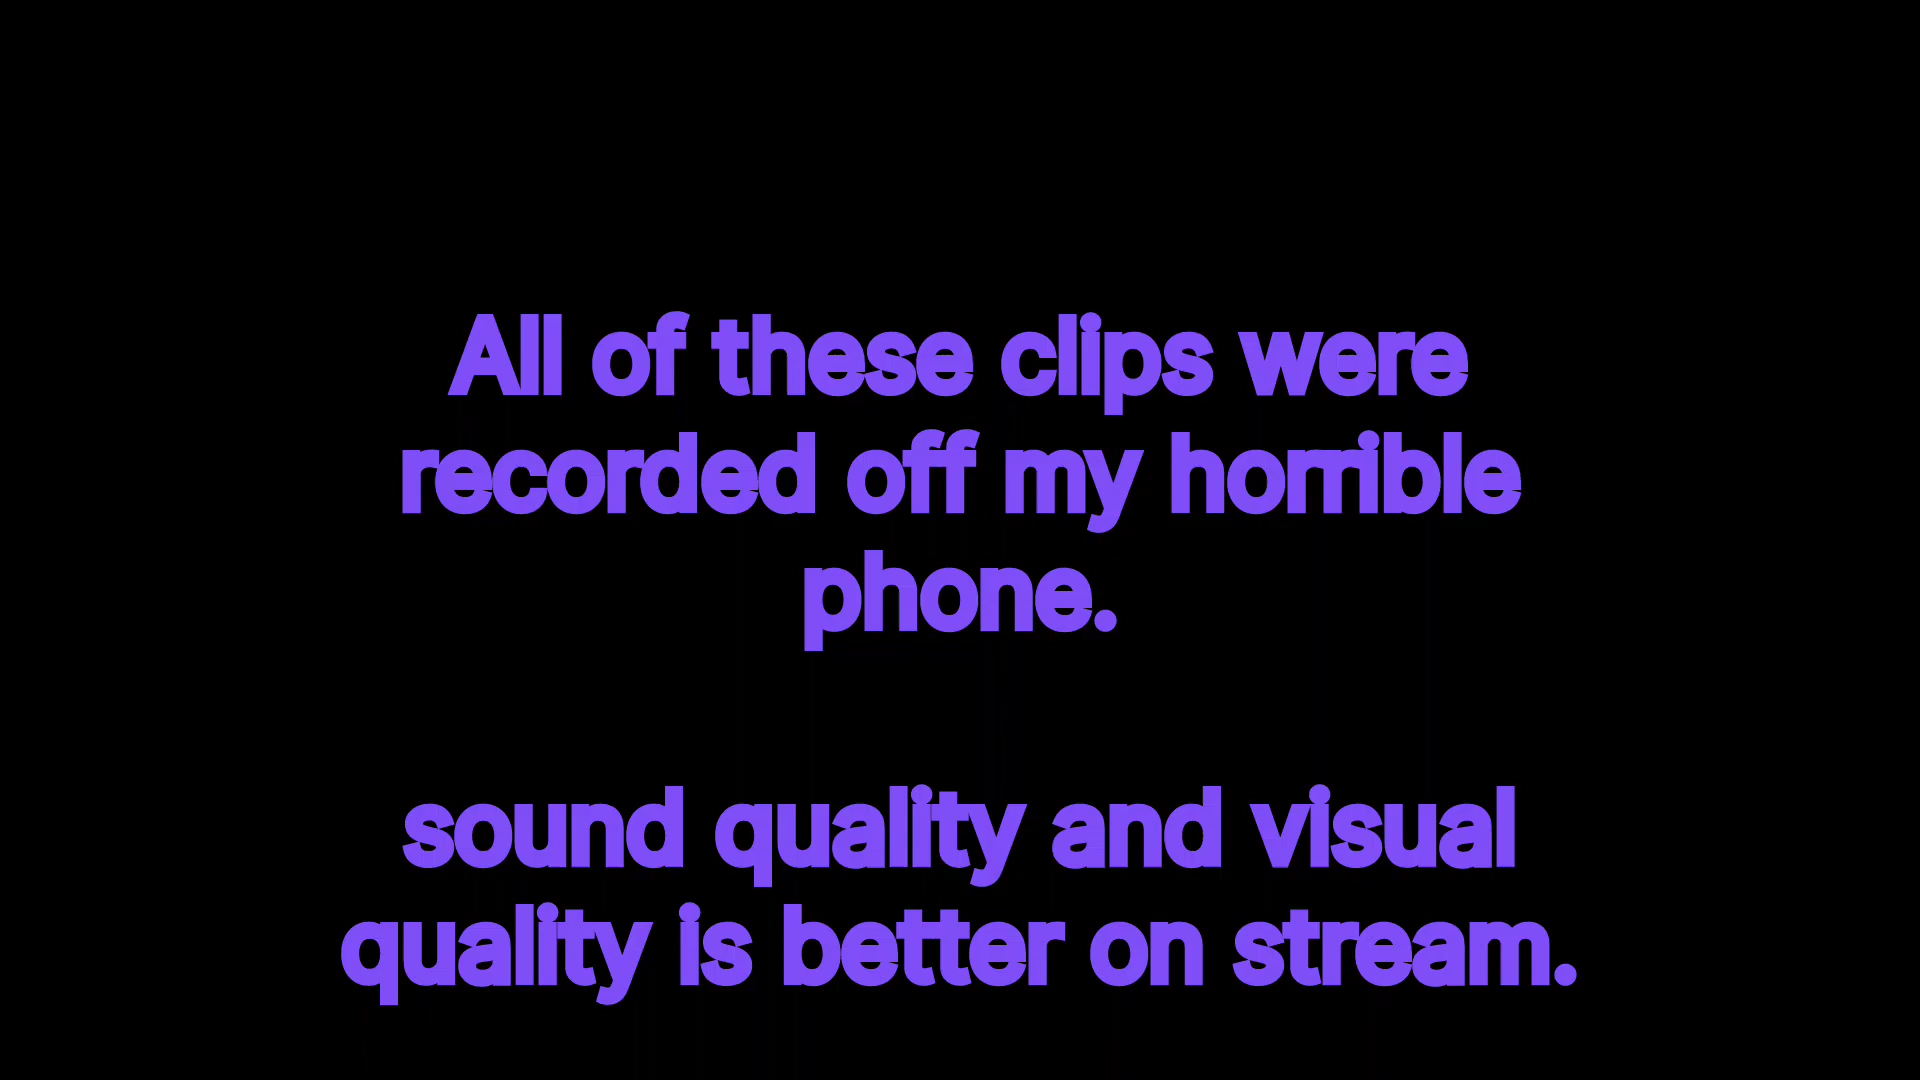 All of these clips were
recorded off my horrible
phone.
sound quality and visual
quality is better on stream.